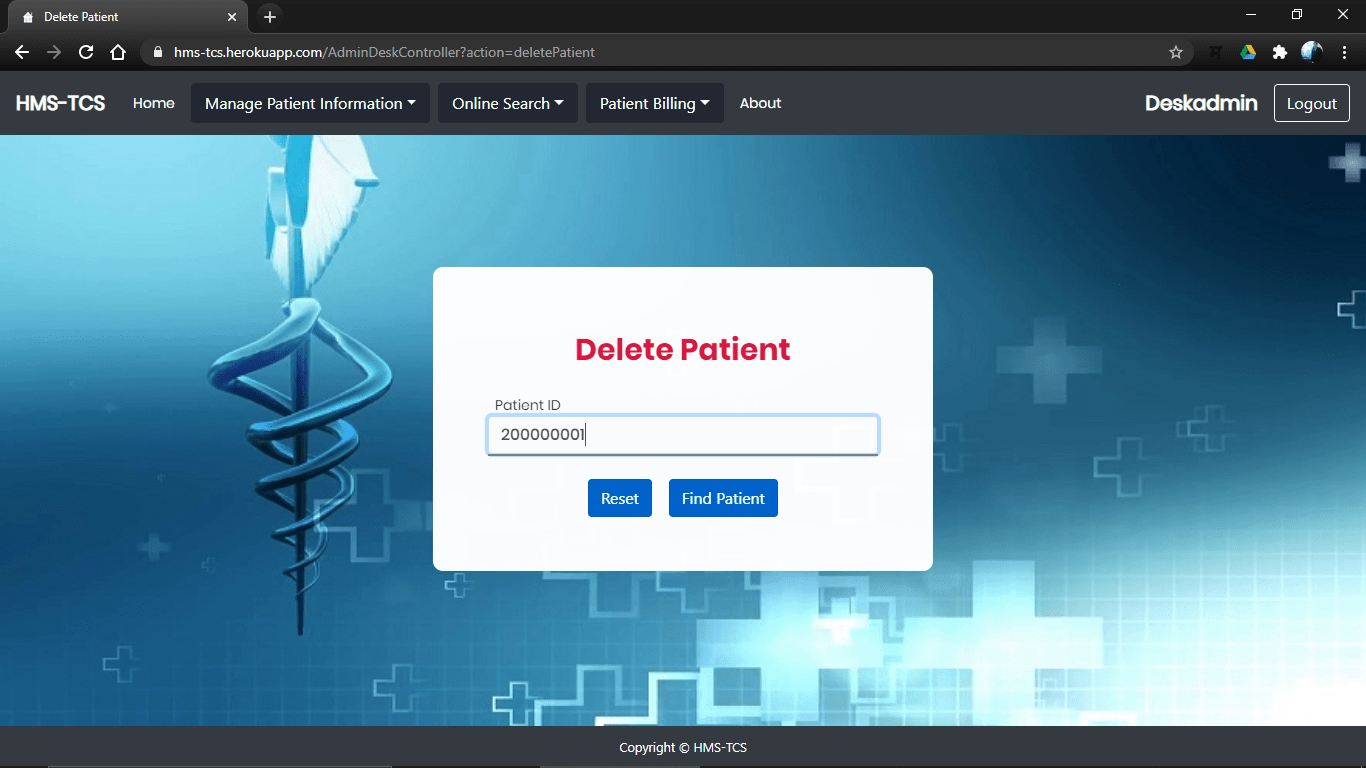 Delete Patient
hms-tcs.herokuapp.com/AdminDeskController?action=deletePatient
HMS-TCS Home Manage Patient Information Online Search Patient Billing About Deskadmin Logout
Delete Patient
Patient ID
200000001
Reset Find Patient
Copyright © HMS-TCS